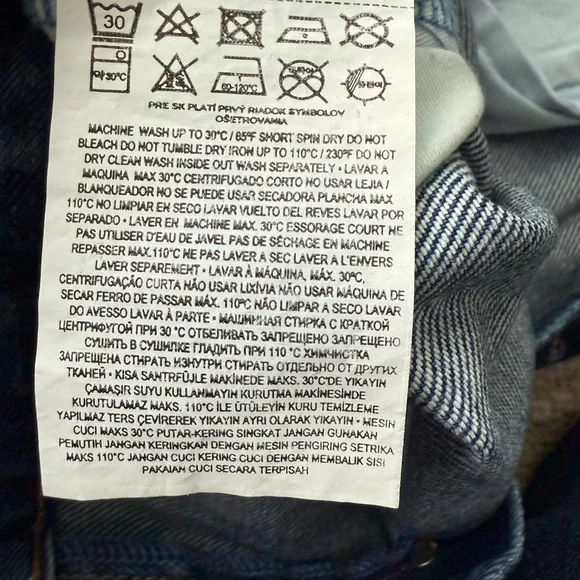 30
30°C
60-120°C
PRE SK PLATÍ PRVÝ RIADOK SYMBOLOV
OŠETROVANIA
MACHINE WASH UP TO 30°C / 85°F SHORT SPIN DRY DO NOT
BLEACH DO NOT TUMBLE DRY IRON UP TO 110°C / 230°F DO NOT
DRY CLEAN WASH INSIDE OUT WASH SEPARATELY • LAVAR A
MAQUINA MAX 30°C CENTRIFUGADO CORTO NO USAR LEJIA /
BLANQUEADOR NO SE PUEDE USAR SECADORA PLANCHA MAX
110°C NO LIMPIAR EN SECO LAVAR VUELTO DEL REVES LAVAR POR
SEPARADO • LAVER EN MACHINE MAX. 30°C ESSORAGE COURT NE
PAS UTILISER D'EAU DE JAVEL PAS DE SÈCHAGE EN MACHINE
REPASSER MAX.110°C NE PAS LAVER A SEC LAVER A L'ENVERS
LAVER SEPAREMENT • LAVAR À MÁQUINA, MÁX. 30°C,
CENTRIFUGAÇÃO CURTA NÃO USAR LIXÍVIA NÃO USAR MÁQUINA DE
SECAR FERRO DE PASSAR MÁX. 110°C NÃO LIMPAR A SECO LAVAR
DO AVESSO LAVAR À PARTE • МАШИННАЯ СТИРКА С КРАТКОЙ
ЦЕНТРИФУГОЙ ПРИ 30 °C ОТБЕЛИВАТЬ ЗАПРЕЩЕНО ЗАПРЕЩЕНО
СУШИТЬ В СУШИЛКЕ ГЛАДИТЬ ПРИ 110 °C ХИМЧИСТКА
ЗАПРЕЩЕНА СТИРАТЬ ИЗНУТРИ СТИРАТЬ ОТДЕЛЬНО ОТ ДРУГИХ
ТКАНЕЙ • KISA SANTRFÜJLE MAKİNEDE MAKS. 30°C'DE YIKAYIN
ÇAMAŞIR SUYU KULLANMAYIN KURUTMA MAKİNESİNDE
KURUTULAMAZ MAKS. 110°C İLE ÜTÜLEYİN KURU TEMİZLEME
YAPILMAZ TERS ÇEVİREREK YIKAYIN AYRI OLARAK YIKAYIN • MESIN
CUCI MAKS 30°C PUTAR-KERING SINGKAT JANGAN GUNAKAN
PEMUTIH JANGAN KERINGKAN DENGAN MESIN PENGIRING SETRIKA
MAKS 110°C JANGAN CUCI KERING CUCI DENGAN MEMBALIK SISI
PAKAIAN CUCI SECARA TERPISAH